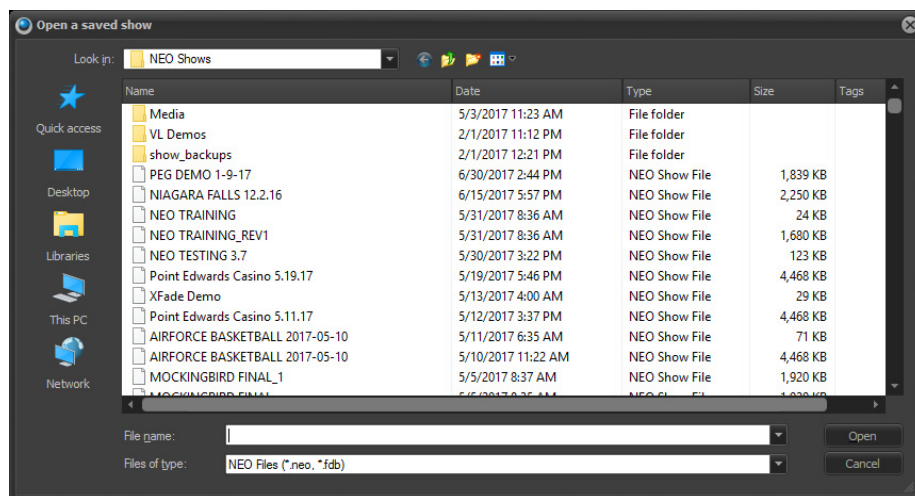 Open a saved show
Look in: NEO Shows
Name Date Type Size Tags
Media 5/3/2017 11:23 AM File folder
VL Demos 2/1/2017 11:12 PM File folder
show_backups 2/1/2017 12:21 PM File folder
PEG DEMO 1-9-17 6/30/2017 2:44 PM NEO Show File 1,839 KB
NIAGARA FALLS 12.2.16 6/15/2017 5:57 PM NEO Show File 2,250 KB
NEO TRAINING 5/31/2017 8:36 AM NEO Show File 24 KB
NEO TRAINING_REV1 5/31/2017 8:36 AM NEO Show File 1,680 KB
NEO TESTING 3.7 5/30/2017 3:22 PM NEO Show File 123 KB
Point Edwards Casino 5.19.17 5/19/2017 5:46 PM NEO Show File 4,468 KB
XFade Demo 5/13/2017 4:00 AM NEO Show File 29 KB
Point Edwards Casino 5.11.17 5/12/2017 3:37 PM NEO Show File 4,468 KB
AIRFORCE BASKETBALL 2017-05-10 5/11/2017 6:35 AM NEO Show File 71 KB
AIRFORCE BASKETBALL 2017-05-10 5/10/2017 11:22 AM NEO Show File 4,468 KB
MOCKINGBIRD FINAL_1 5/5/2017 8:37 AM NEO Show File 1,920 KB
MOCKINGBIRD FINAL
Quick access
Desktop
Libraries
This PC
Network
File name:
Open
Files of type: NEO Files (*.neo, *.fdb)
Cancel